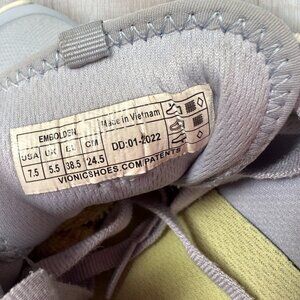 EMBOLDEN Made in Vietnam
USA UK EU CM
7.5 5.5 38.5 24.5 DD:01-2022
VIONICSHOES.COM/PATENTS